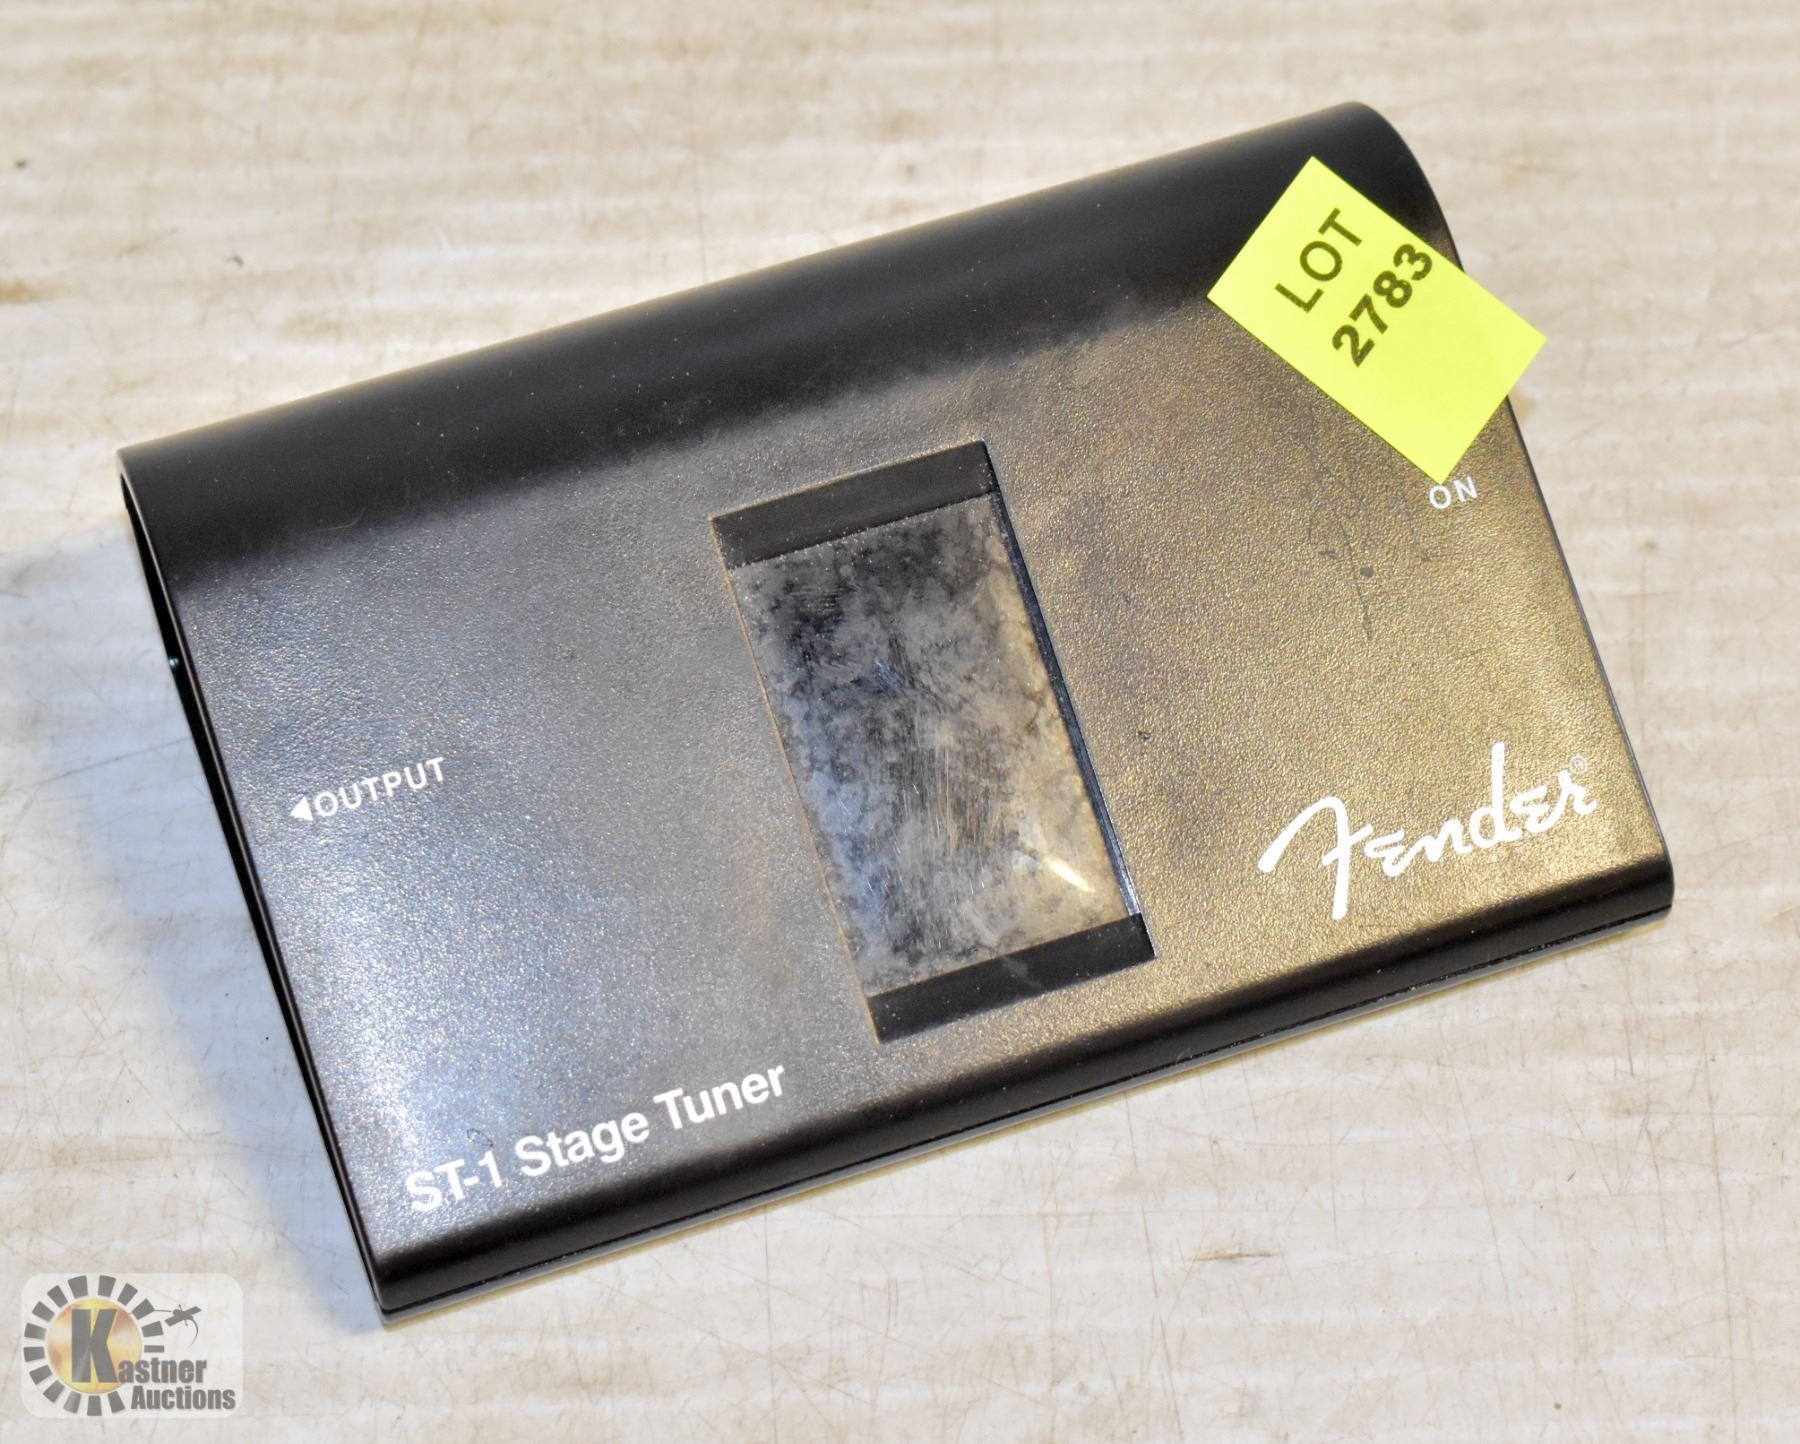 LOT
2783
ON
◀OUTPUT
Fender®
ST-1 Stage Tuner
Kastner
Auctions